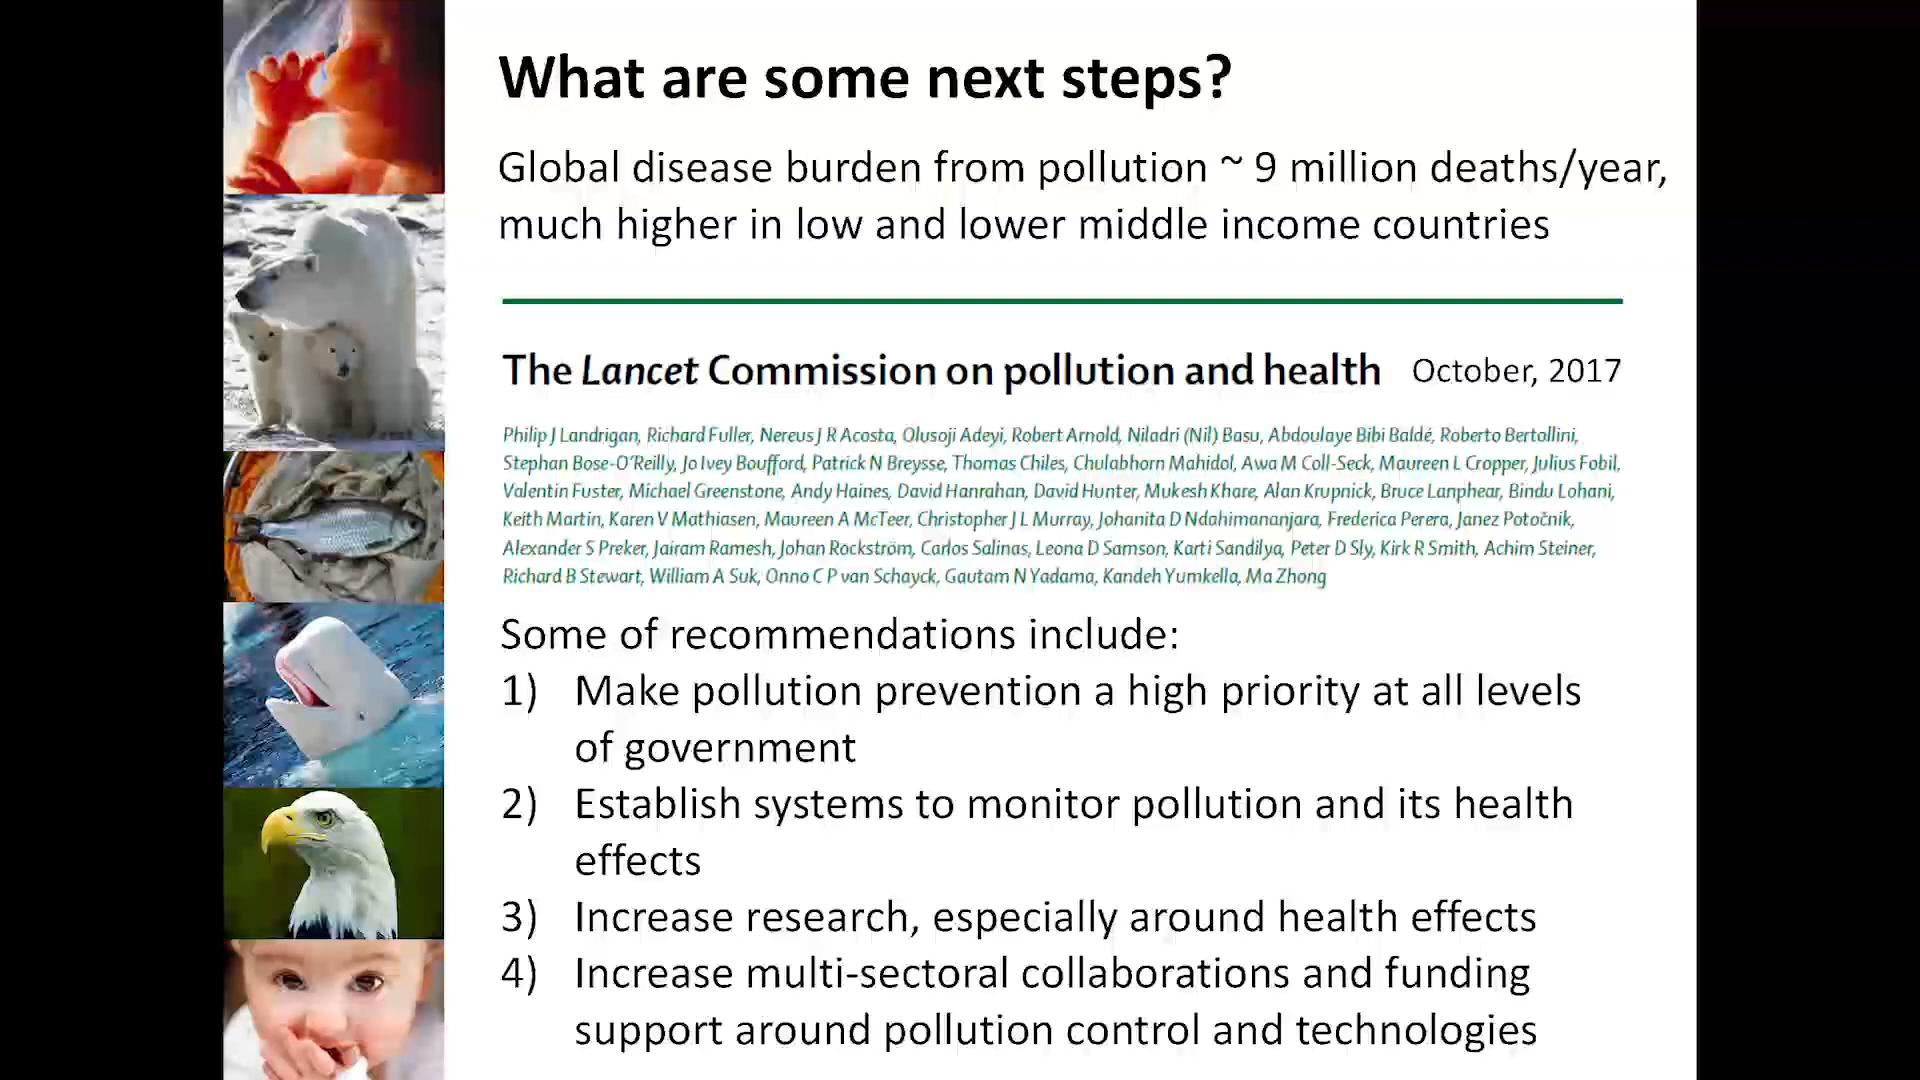 What are some next steps?
Global disease burden from pollution ~ 9 million deaths/year,
much higher in low and lower middle income countries
The Lancet Commission on pollution and health October, 2017
Philip J Landrigan, Richard Fuller, Nereus J R Acosta, Olusoji Adeyi, Robert Arnold, Niladri (Nil) Basu, Abdoulaye Bibi Baldé, Roberto Bertollini,
Stephan Bose-O'Reilly, Jo Ivey Boufford, Patrick N Breysse, Thomas Chiles, Chulabhorn Mahidol, Awa M Coll-Seck, Maureen L Cropper, Julius Fobil,
Valentin Fuster, Michael Greenstone, Andy Haines, David Hanrahan, David Hunter, Mukesh Khare, Alan Krupnick, Bruce Lanphear, Bindu Lohani,
Keith Martin, Karen V Mathiasen, Maureen A McTeer, Christopher J L Murray, Johanita D Ndahimananjara, Frederica Perera, Janez Potočnik,
Alexander S Preker, Jairam Ramesh, Johan Rockström, Carlos Salinas, Leona D Samson, Karti Sandilya, Peter D Sly, Kirk R Smith, Achim Steiner,
Richard B Stewart, William A Suk, Onno C P van Schayck, Gautam N Yadama, Kandeh Yumkella, Ma Zhong
Some of recommendations include:
1) Make pollution prevention a high priority at all levels
of government
2) Establish systems to monitor pollution and its health
effects
3) Increase research, especially around health effects
4) Increase multi-sectoral collaborations and funding
support around pollution control and technologies